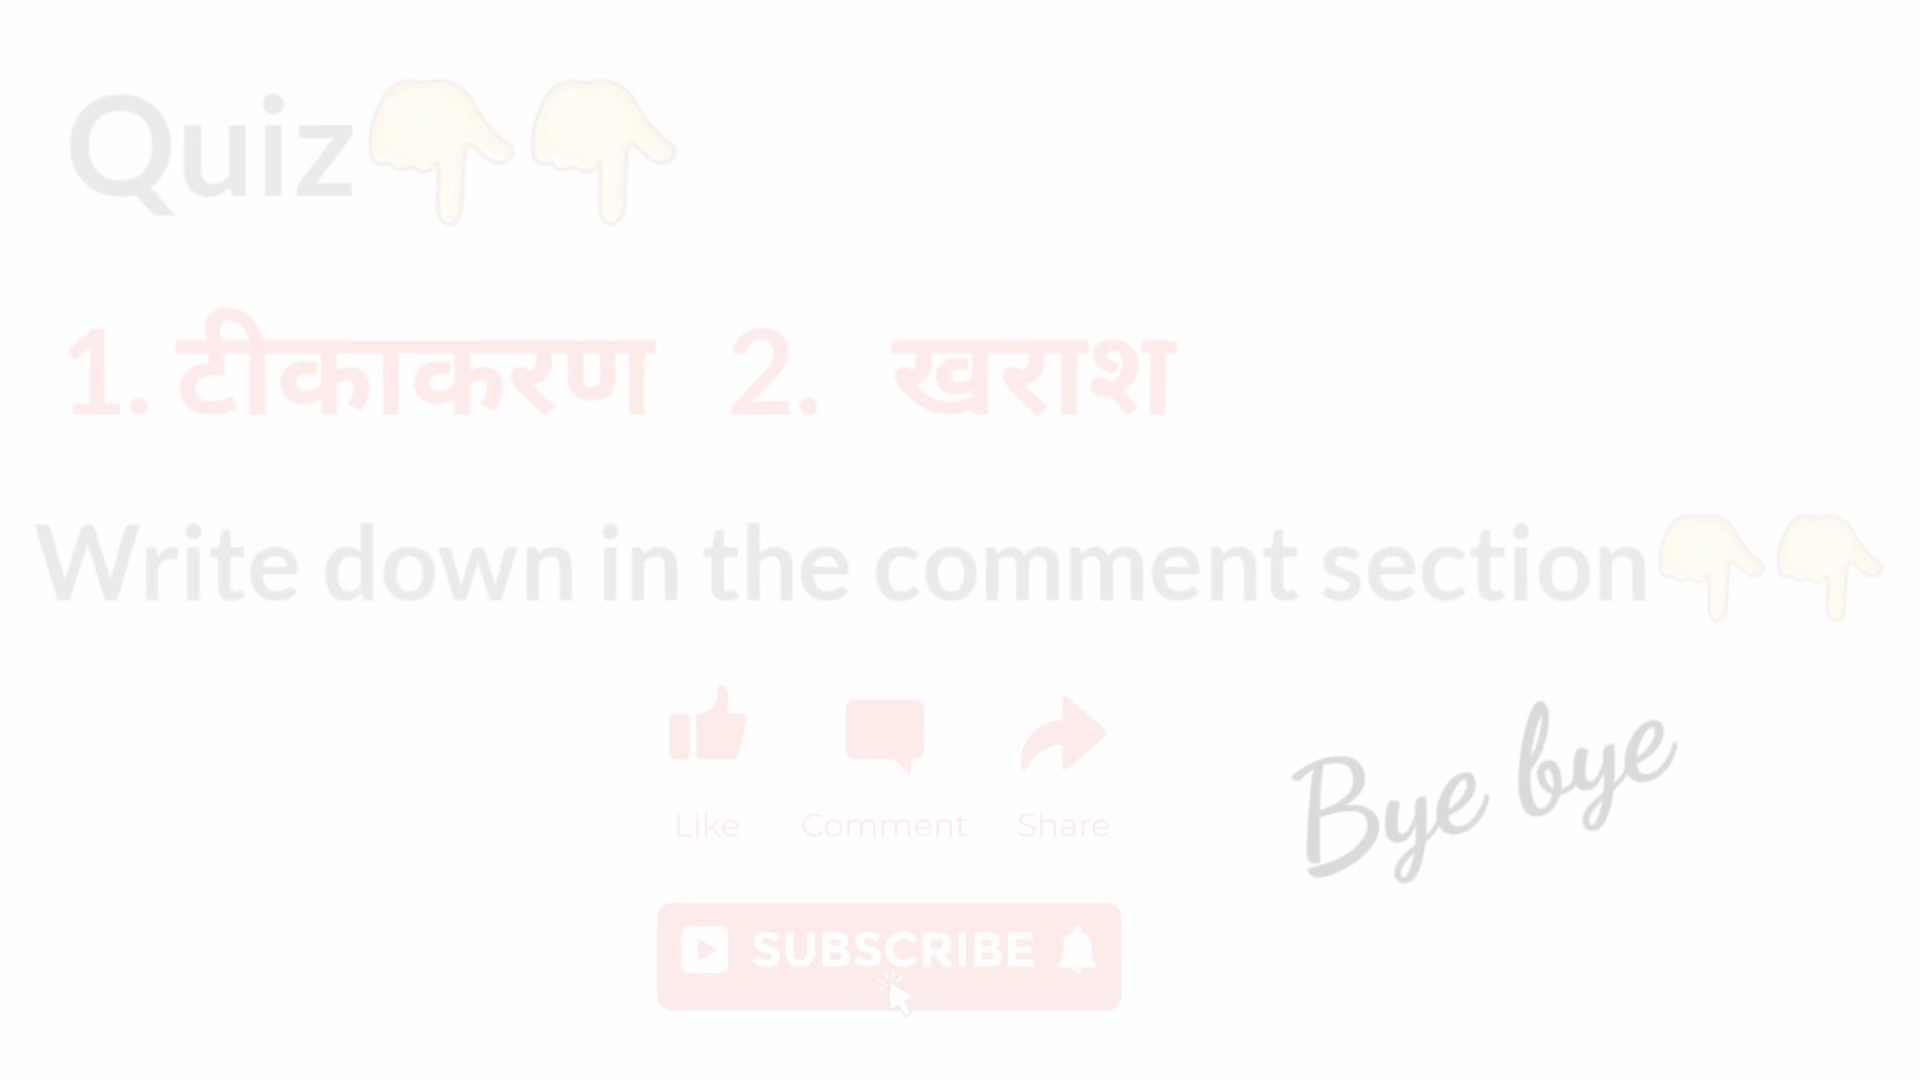 Quiz👇👇
1. टीकाकरण 2. खराश
Write down in the comment section👇👇
Bye bye
Like Comment Share
SUBSCRIBE